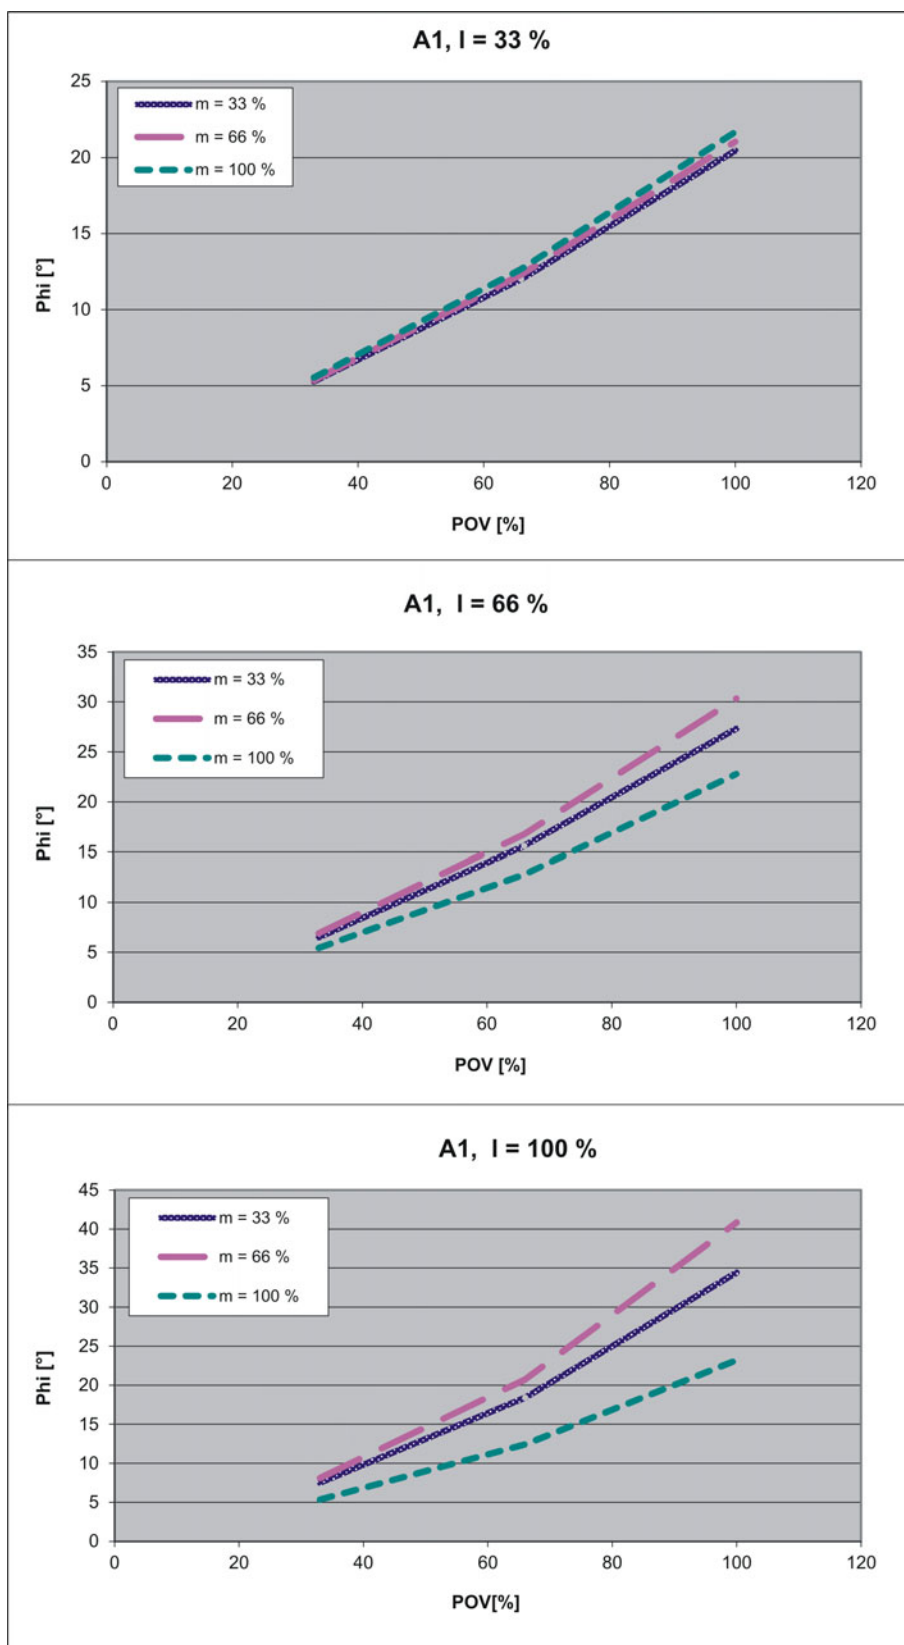 A1, l = 33 %
25
20
15
10
5
0
m = 33 %
m = 66 %
m = 100 %
Phi [°]
0 20 40 60 80 100 120
POV [%]
A1, l = 66 %
35
30
25
20
15
10
5
0
m = 33 %
m = 66 %
m = 100 %
Phi [°]
0 20 40 60 80 100 120
POV [%]
A1, l = 100 %
45
40
35
30
25
20
15
10
5
0
m = 33 %
m = 66 %
m = 100 %
Phi [°]
0 20 40 60 80 100 120
POV[%]